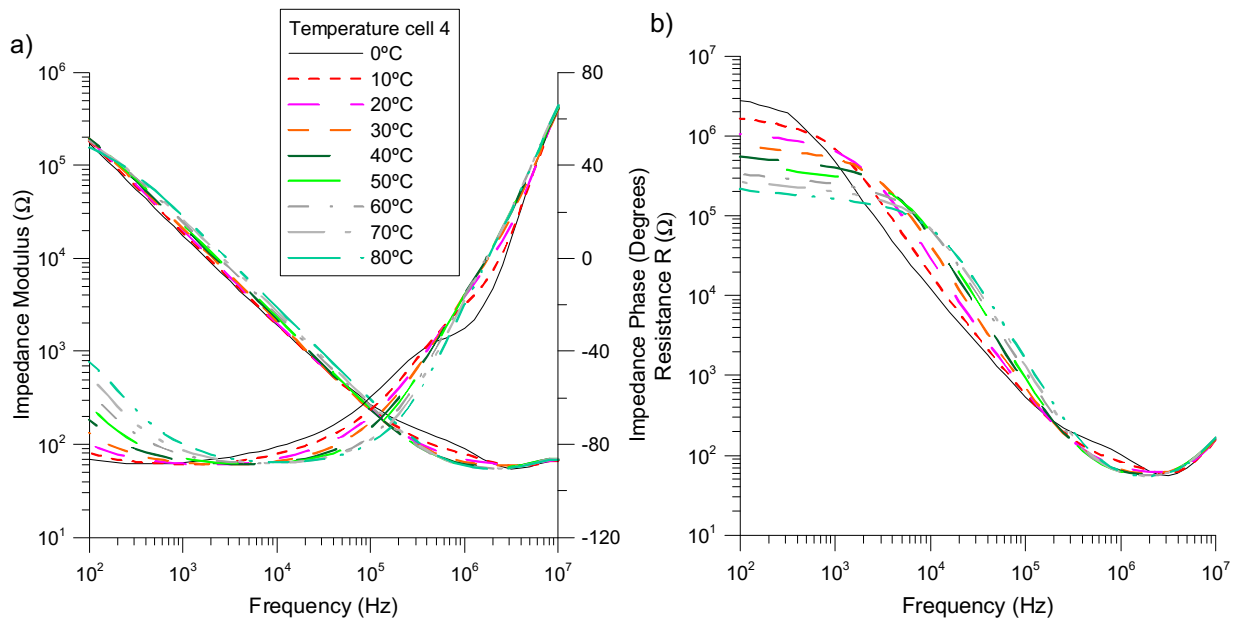 a)
Temperature cell 4
0ºC
10ºC
20ºC
30ºC
40ºC
50ºC
60ºC
70ºC
80ºC
10⁶
10⁵
10⁴
10³
10²
10¹
Impedance Modulus (Ω)
80
40
0
-40
-80
-120
Impedance Phase (Degrees)
10² 10³ 10⁴ 10⁵ 10⁶ 10⁷
Frequency (Hz)
b)
10⁷
10⁶
10⁵
10⁴
10³
10²
10¹
Resistance R (Ω)
10² 10³ 10⁴ 10⁵ 10⁶ 10⁷
Frequency (Hz)